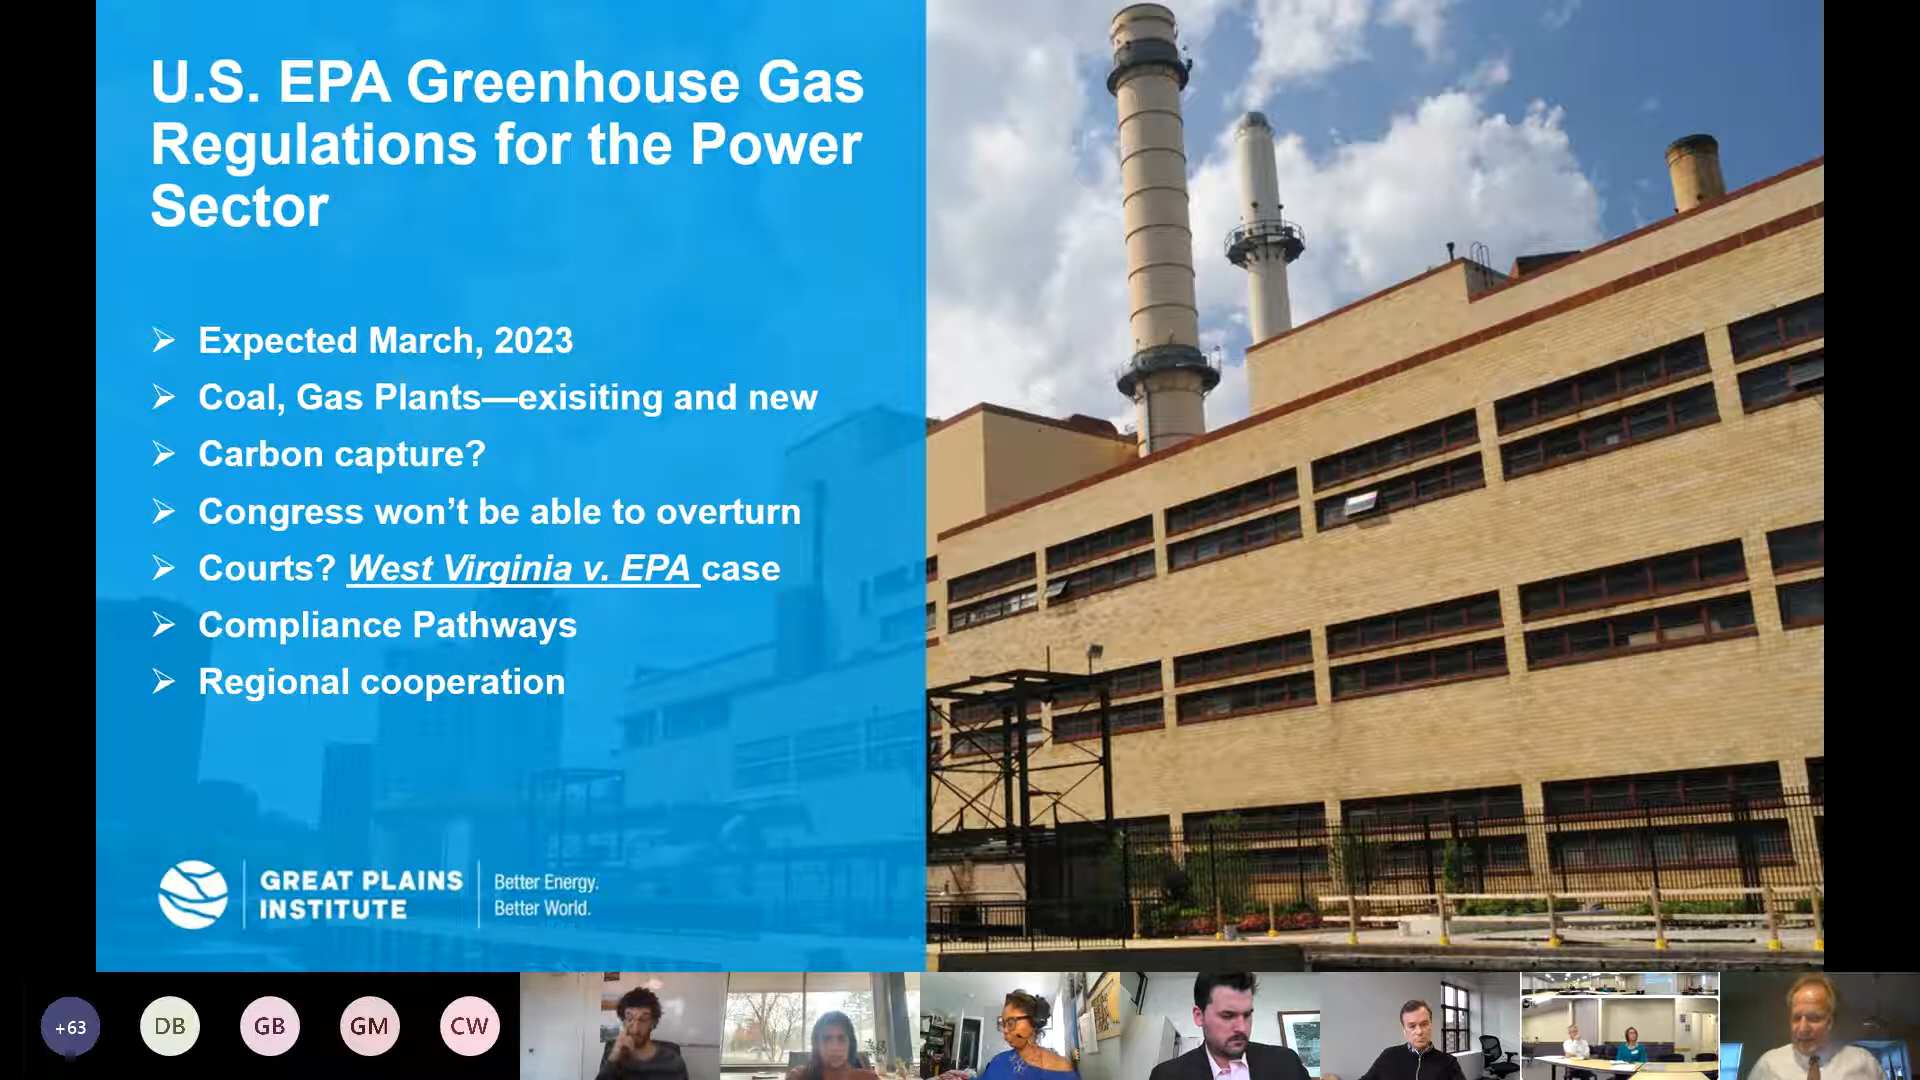 U.S. EPA Greenhouse Gas
Regulations for the Power
Sector
➢ Expected March, 2023
➢ Coal, Gas Plants—exisiting and new
➢ Carbon capture?
➢ Congress won’t be able to overturn
➢ Courts? West Virginia v. EPA case
➢ Compliance Pathways
➢ Regional cooperation
GREAT PLAINS
INSTITUTE
Better Energy.
Better World.
+63
DB
GB
GM
CW